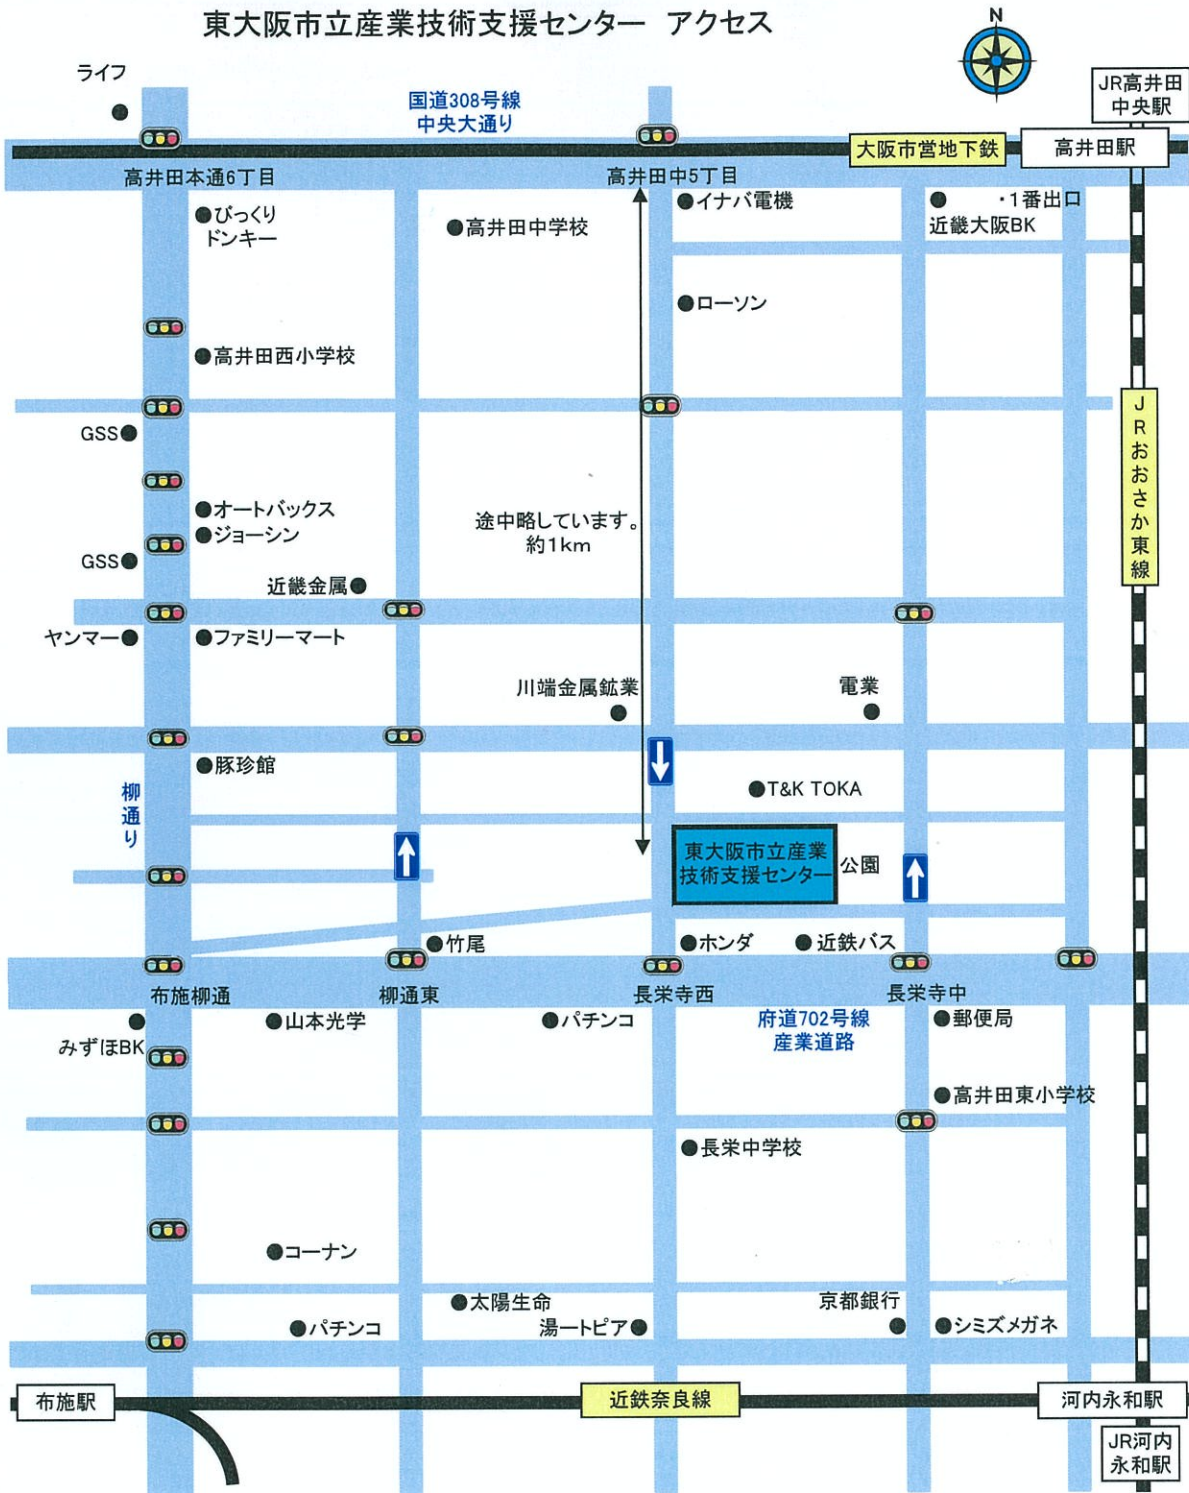 東大阪市立産業技術支援センター アクセス
N
ライフ
国道308号線
中央大通り
JR高井田
中央駅
大阪市営地下鉄
高井田駅
高井田本通6丁目
高井田中5丁目
びっくり
ドンキー
高井田中学校
イナバ電機
・1番出口
近畿大阪BK
ローソン
高井田西小学校
GSS
JRおおさか東線
オートバックス
ジョーシン
途中略しています。
約1km
GSS
近畿金属
ヤンマー
ファミリーマート
川端金属鉱業
電業
豚珍館
柳通り
T&K TOKA
東大阪市立産業
技術支援センター
公園
竹尾
ホンダ
近鉄バス
布施柳通
柳通東
長栄寺西
長栄寺中
みずほBK
山本光学
パチンコ
府道702号線
産業道路
郵便局
高井田東小学校
長栄中学校
コーナン
太陽生命
京都銀行
パチンコ
湯ートピア
シミズメガネ
布施駅
近鉄奈良線
河内永和駅
JR河内
永和駅